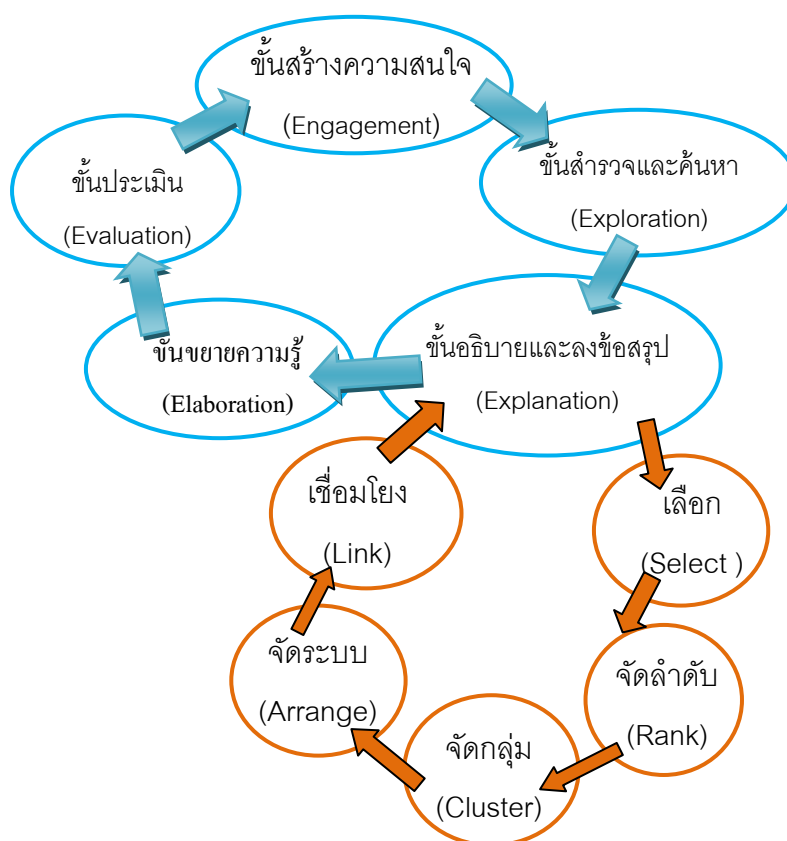 ขั้นสร้างความสนใจ
(Engagement)
ขั้นสำรวจและค้นหา
(Exploration)
ขั้นอธิบายและลงข้อสรุป
(Explanation)
ขั้นขยายความรู้
(Elaboration)
ขั้นประเมิน
(Evaluation)
เลือก
(Select )
จัดลำดับ
(Rank)
จัดกลุ่ม
(Cluster)
จัดระบบ
(Arrange)
เชื่อมโยง
(Link)